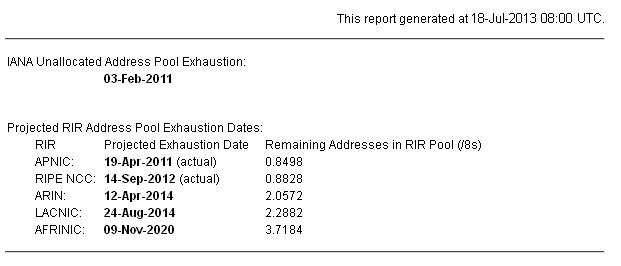 This report generated at 18-Jul-2013 08:00 UTC.
IANA Unallocated Address Pool Exhaustion:
03-Feb-2011
Projected RIR Address Pool Exhaustion Dates:
RIR Projected Exhaustion Date Remaining Addresses in RIR Pool (/8s)
APNIC: 19-Apr-2011 (actual) 0.8498
RIPE NCC: 14-Sep-2012 (actual) 0.8828
ARIN: 12-Apr-2014 2.0572
LACNIC: 24-Aug-2014 2.2882
AFRINIC: 09-Nov-2020 3.7184